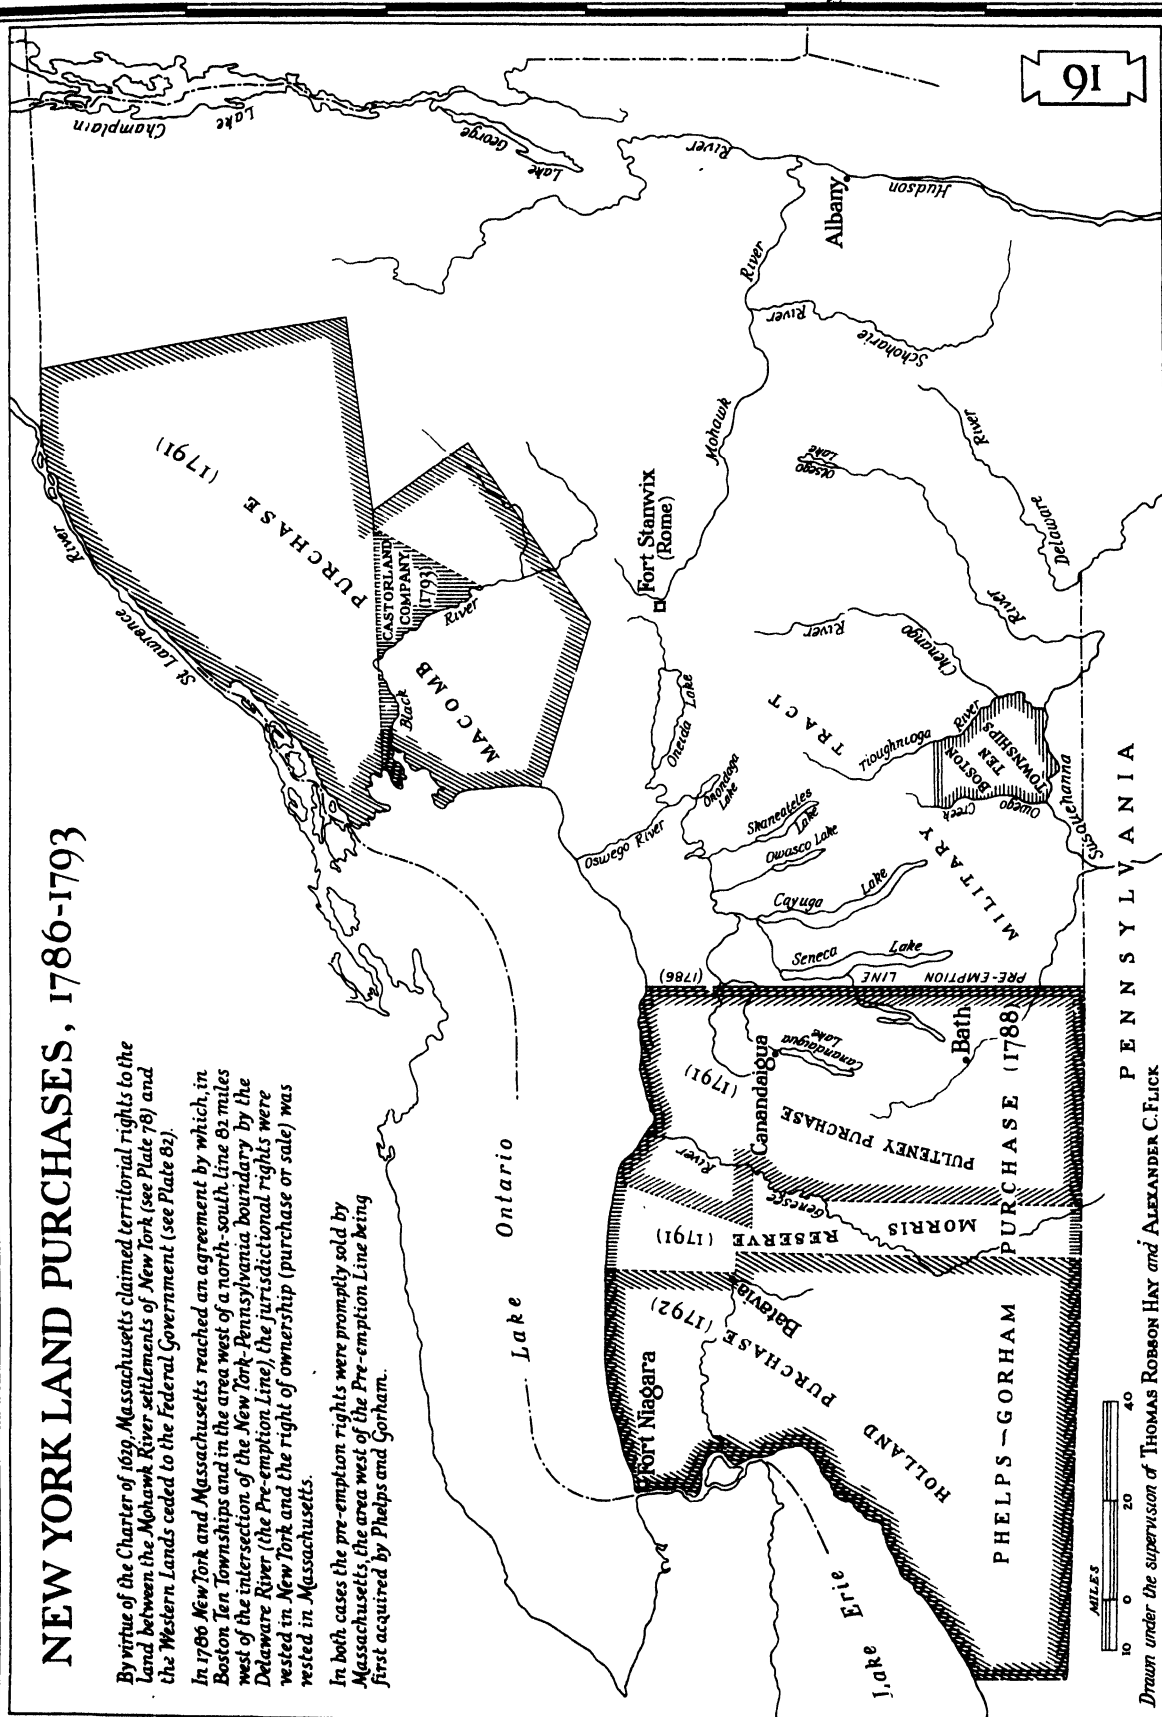 NEW YORK LAND PURCHASES, 1786-1793
By virtue of the Charter of 1629, Massachusetts claimed territorial rights to the
land between the Mohawk River settlements of New York (see Plate 78) and
the Western Lands ceded to the Federal Government (see Plate 82).
In 1786 New York and Massachusetts reached an agreement by which, in
Boston Ten Townships and in the area west of a north-south line 82 miles
west of the intersection of the New York-Pennsylvania boundary by the
Delaware River (the Pre-emption Line), the jurisdictional rights were
vested in New York and the right of ownership (purchase or sale) was
vested in Massachusetts.
In both cases the pre-emption rights were promptly sold by
Massachusetts, the area west of the Pre-emption Line being
first acquired by Phelps and Gorham.
Lake Champlain
Lake George
St Lawrence River
MACOMB PURCHASE (1791)
CASTORLAND
COMPANY
(1793)
Black River
Lake Ontario
Oswego River
Oneida Lake
Onondaga
Lake
Fort Stanwix
(Rome)
Mohawk River
Hudson River
Albany
Schoharie River
Otsego
Lake
Delaware River
Chenango River
River
Susquehanna
Tioughnioga River
BOSTON
TEN
TOWNSHIPS
Owego Creek
MILITARY TRACT
Skaneateles
Lake
Owasco Lake
Cayuga Lake
Seneca Lake
PRE-EMPTION LINE (1786)
Canandaigua
Canandaigua
Lake
Bath
PULTENEY PURCHASE (1791)
Genesee River
MORRIS RESERVE (1791)
Batavia
HOLLAND PURCHASE (1792)
Fort Niagara
PHELPS-GORHAM PURCHASE (1788)
Lake Erie
PENNSYLVANIA
MILES
10 0 20 40
Drawn under the supervision of THOMAS ROBSON HAY and ALEXANDER C. FLICK
16